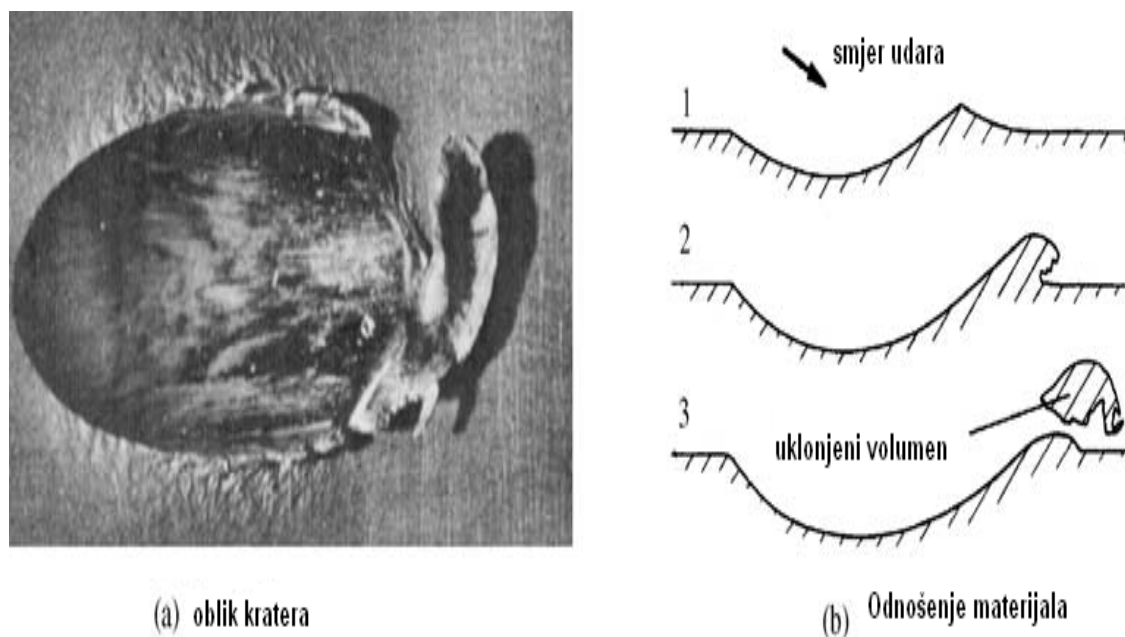 smjer udara
1
2
3
uklonjeni volumen
(a) oblik kratera
(b) Odnošenje materijala